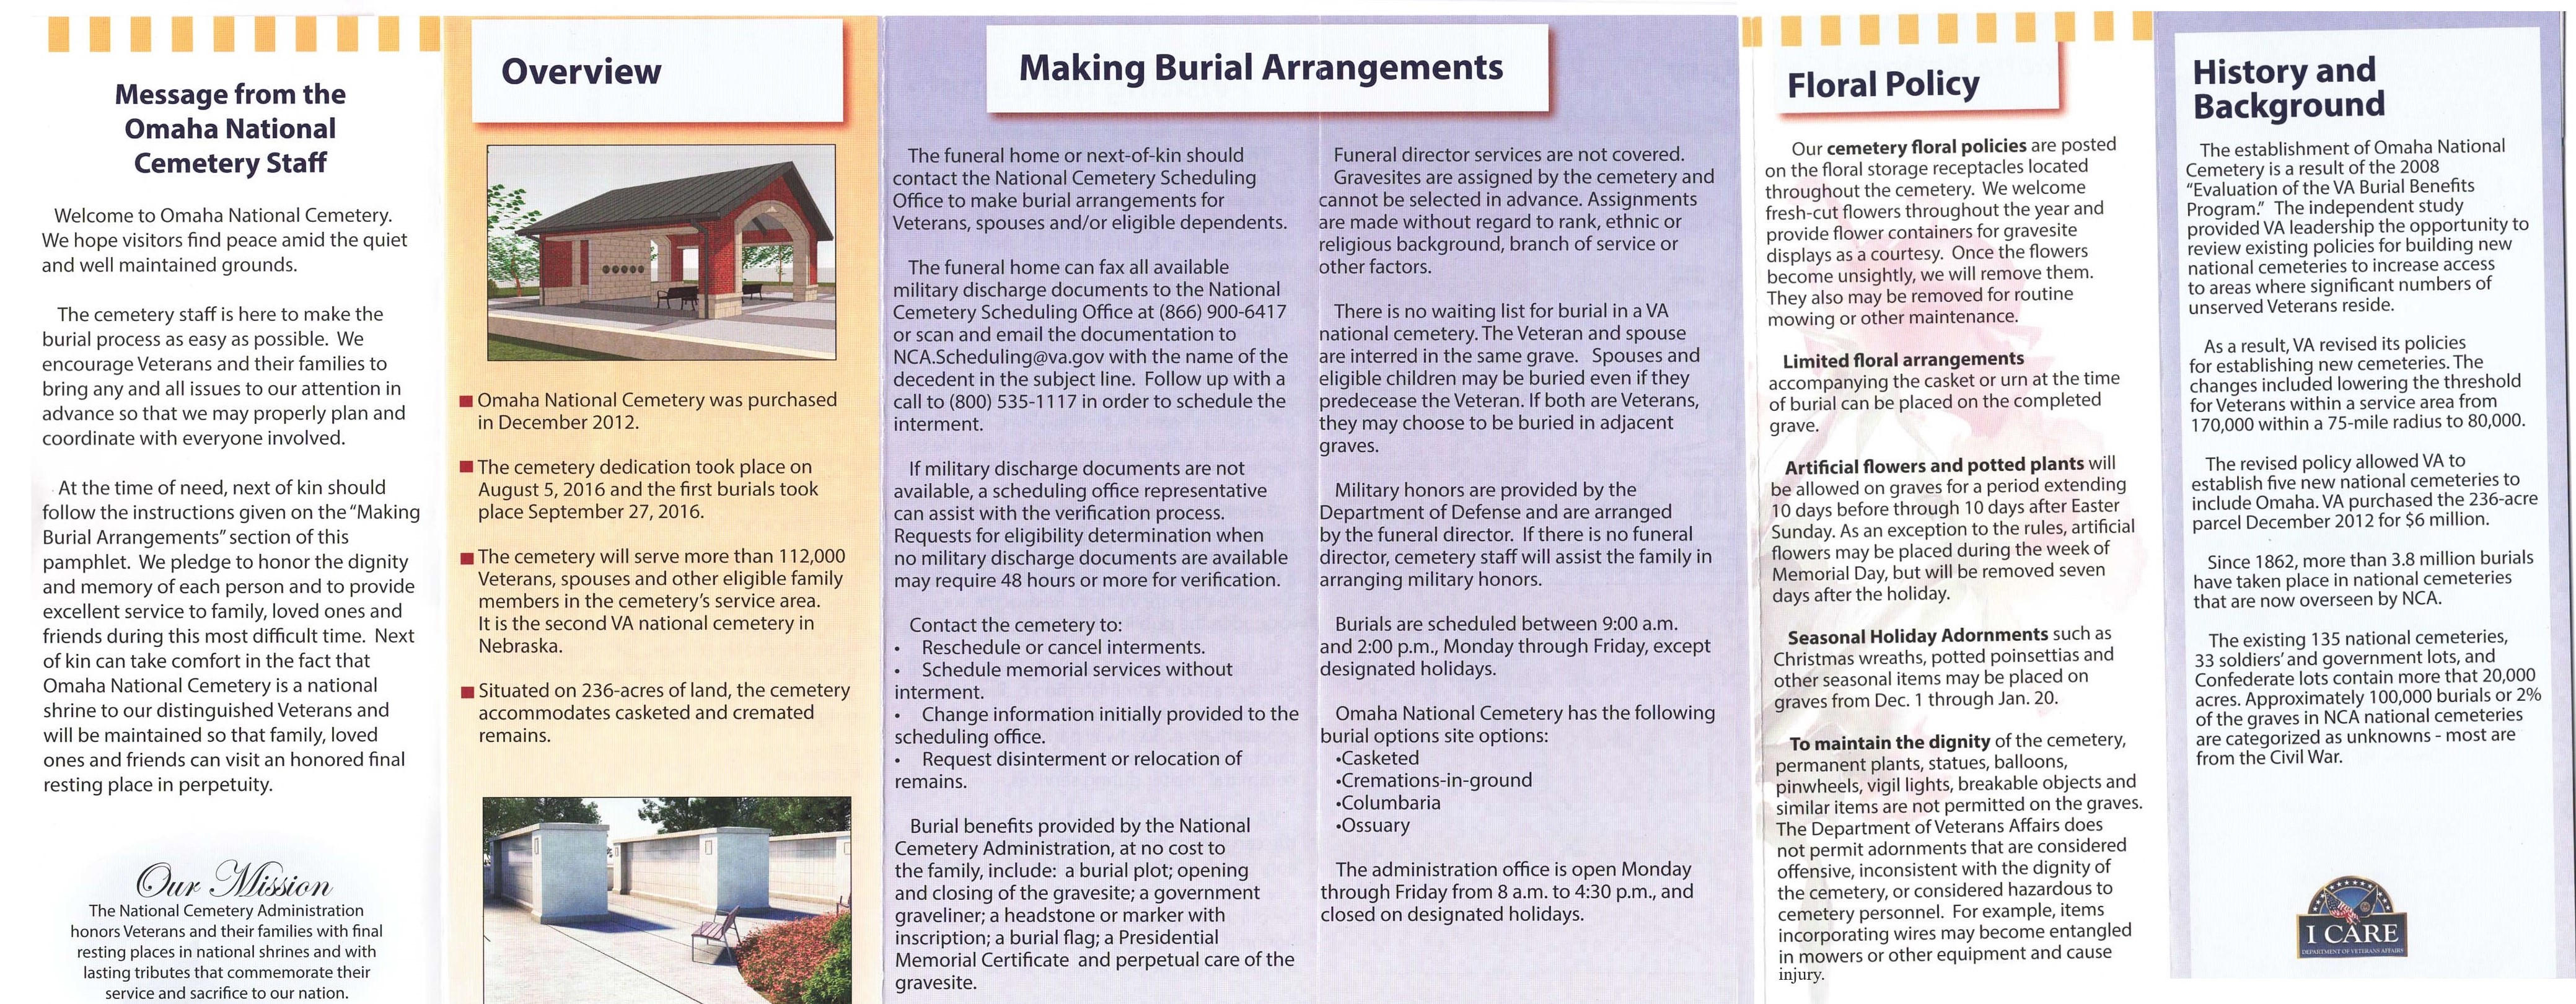 Message from the
Omaha National
Cemetery Staff
Welcome to Omaha National Cemetery.
We hope visitors find peace amid the quiet
and well maintained grounds.
The cemetery staff is here to make the
burial process as easy as possible. We
encourage Veterans and their families to
bring any and all issues to our attention in
advance so that we may properly plan and
coordinate with everyone involved.
At the time of need, next of kin should
follow the instructions given on the “Making
Burial Arrangements” section of this
pamphlet. We pledge to honor the dignity
and memory of each person and to provide
excellent service to family, loved ones and
friends during this most difficult time. Next
of kin can take comfort in the fact that
Omaha National Cemetery is a national
shrine to our distinguished Veterans and
will be maintained so that family, loved
ones and friends can visit an honored final
resting place in perpetuity.
Our Mission
The National Cemetery Administration
honors Veterans and their families with final
resting places in national shrines and with
lasting tributes that commemorate their
service and sacrifice to our nation.
Overview
Omaha National Cemetery was purchased
in December 2012.
The cemetery dedication took place on
August 5, 2016 and the first burials took
place September 27, 2016.
The cemetery will serve more than 112,000
Veterans, spouses and other eligible family
members in the cemetery’s service area.
It is the second VA national cemetery in
Nebraska.
Situated on 236-acres of land, the cemetery
accommodates casketed and cremated
remains.
Making Burial Arrangements
The funeral home or next-of-kin should
contact the National Cemetery Scheduling
Office to make burial arrangements for
Veterans, spouses and/or eligible dependents.
The funeral home can fax all available
military discharge documents to the National
Cemetery Scheduling Office at (866) 900-6417
or scan and email the documentation to
NCA.Scheduling@va.gov with the name of the
decedent in the subject line. Follow up with a
call to (800) 535-1117 in order to schedule the
interment.
If military discharge documents are not
available, a scheduling office representative
can assist with the verification process.
Requests for eligibility determination when
no military discharge documents are available
may require 48 hours or more for verification.
Contact the cemetery to:
• Reschedule or cancel interments.
• Schedule memorial services without
interment.
• Change information initially provided to the
scheduling office.
• Request disinterment or relocation of
remains.
Burial benefits provided by the National
Cemetery Administration, at no cost to
the family, include: a burial plot; opening
and closing of the gravesite; a government
graveliner; a headstone or marker with
inscription; a burial flag; a Presidential
Memorial Certificate and perpetual care of the
gravesite.
Funeral director services are not covered.
Gravesites are assigned by the cemetery and
cannot be selected in advance. Assignments
are made without regard to rank, ethnic or
religious background, branch of service or
other factors.
There is no waiting list for burial in a VA
national cemetery. The Veteran and spouse
are interred in the same grave. Spouses and
eligible children may be buried even if they
predecease the Veteran. If both are Veterans,
they may choose to be buried in adjacent
graves.
Military honors are provided by the
Department of Defense and are arranged
by the funeral director. If there is no funeral
director, cemetery staff will assist the family in
arranging military honors.
Burials are scheduled between 9:00 a.m.
and 2:00 p.m., Monday through Friday, except
designated holidays.
Omaha National Cemetery has the following
burial options site options:
•Casketed
•Cremations-in-ground
•Columbaria
•Ossuary
The administration office is open Monday
through Friday from 8 a.m. to 4:30 p.m., and
closed on designated holidays.
Floral Policy
Our cemetery floral policies are posted
on the floral storage receptacles located
throughout the cemetery. We welcome
fresh-cut flowers throughout the year and
provide flower containers for gravesite
displays as a courtesy. Once the flowers
become unsightly, we will remove them.
They also may be removed for routine
mowing or other maintenance.
Limited floral arrangements
accompanying the casket or urn at the time
of burial can be placed on the completed
grave.
Artificial flowers and potted plants will
be allowed on graves for a period extending
10 days before through 10 days after Easter
Sunday. As an exception to the rules, artificial
flowers may be placed during the week of
Memorial Day, but will be removed seven
days after the holiday.
Seasonal Holiday Adornments such as
Christmas wreaths, potted poinsettias and
other seasonal items may be placed on
graves from Dec. 1 through Jan. 20.
To maintain the dignity of the cemetery,
permanent plants, statues, balloons,
pinwheels, vigil lights, breakable objects and
similar items are not permitted on the graves.
The Department of Veterans Affairs does
not permit adornments that are considered
offensive, inconsistent with the dignity of
the cemetery, or considered hazardous to
cemetery personnel. For example, items
incorporating wires may become entangled
in mowers or other equipment and cause
injury.
History and
Background
The establishment of Omaha National
Cemetery is a result of the 2008
“Evaluation of the VA Burial Benefits
Program.” The independent study
provided VA leadership the opportunity to
review existing policies for building new
national cemeteries to increase access
to areas where significant numbers of
unserved Veterans reside.
As a result, VA revised its policies
for establishing new cemeteries. The
changes included lowering the threshold
for Veterans within a service area from
170,000 within a 75-mile radius to 80,000.
The revised policy allowed VA to
establish five new national cemeteries to
include Omaha. VA purchased the 236-acre
parcel December 2012 for $6 million.
Since 1862, more than 3.8 million burials
have taken place in national cemeteries
that are now overseen by NCA.
The existing 135 national cemeteries,
33 soldiers’ and government lots, and
Confederate lots contain more that 20,000
acres. Approximately 100,000 burials or 2%
of the graves in NCA national cemeteries
are categorized as unknowns - most are
from the Civil War.
I CARE
DEPARTMENT OF VETERANS AFFAIRS